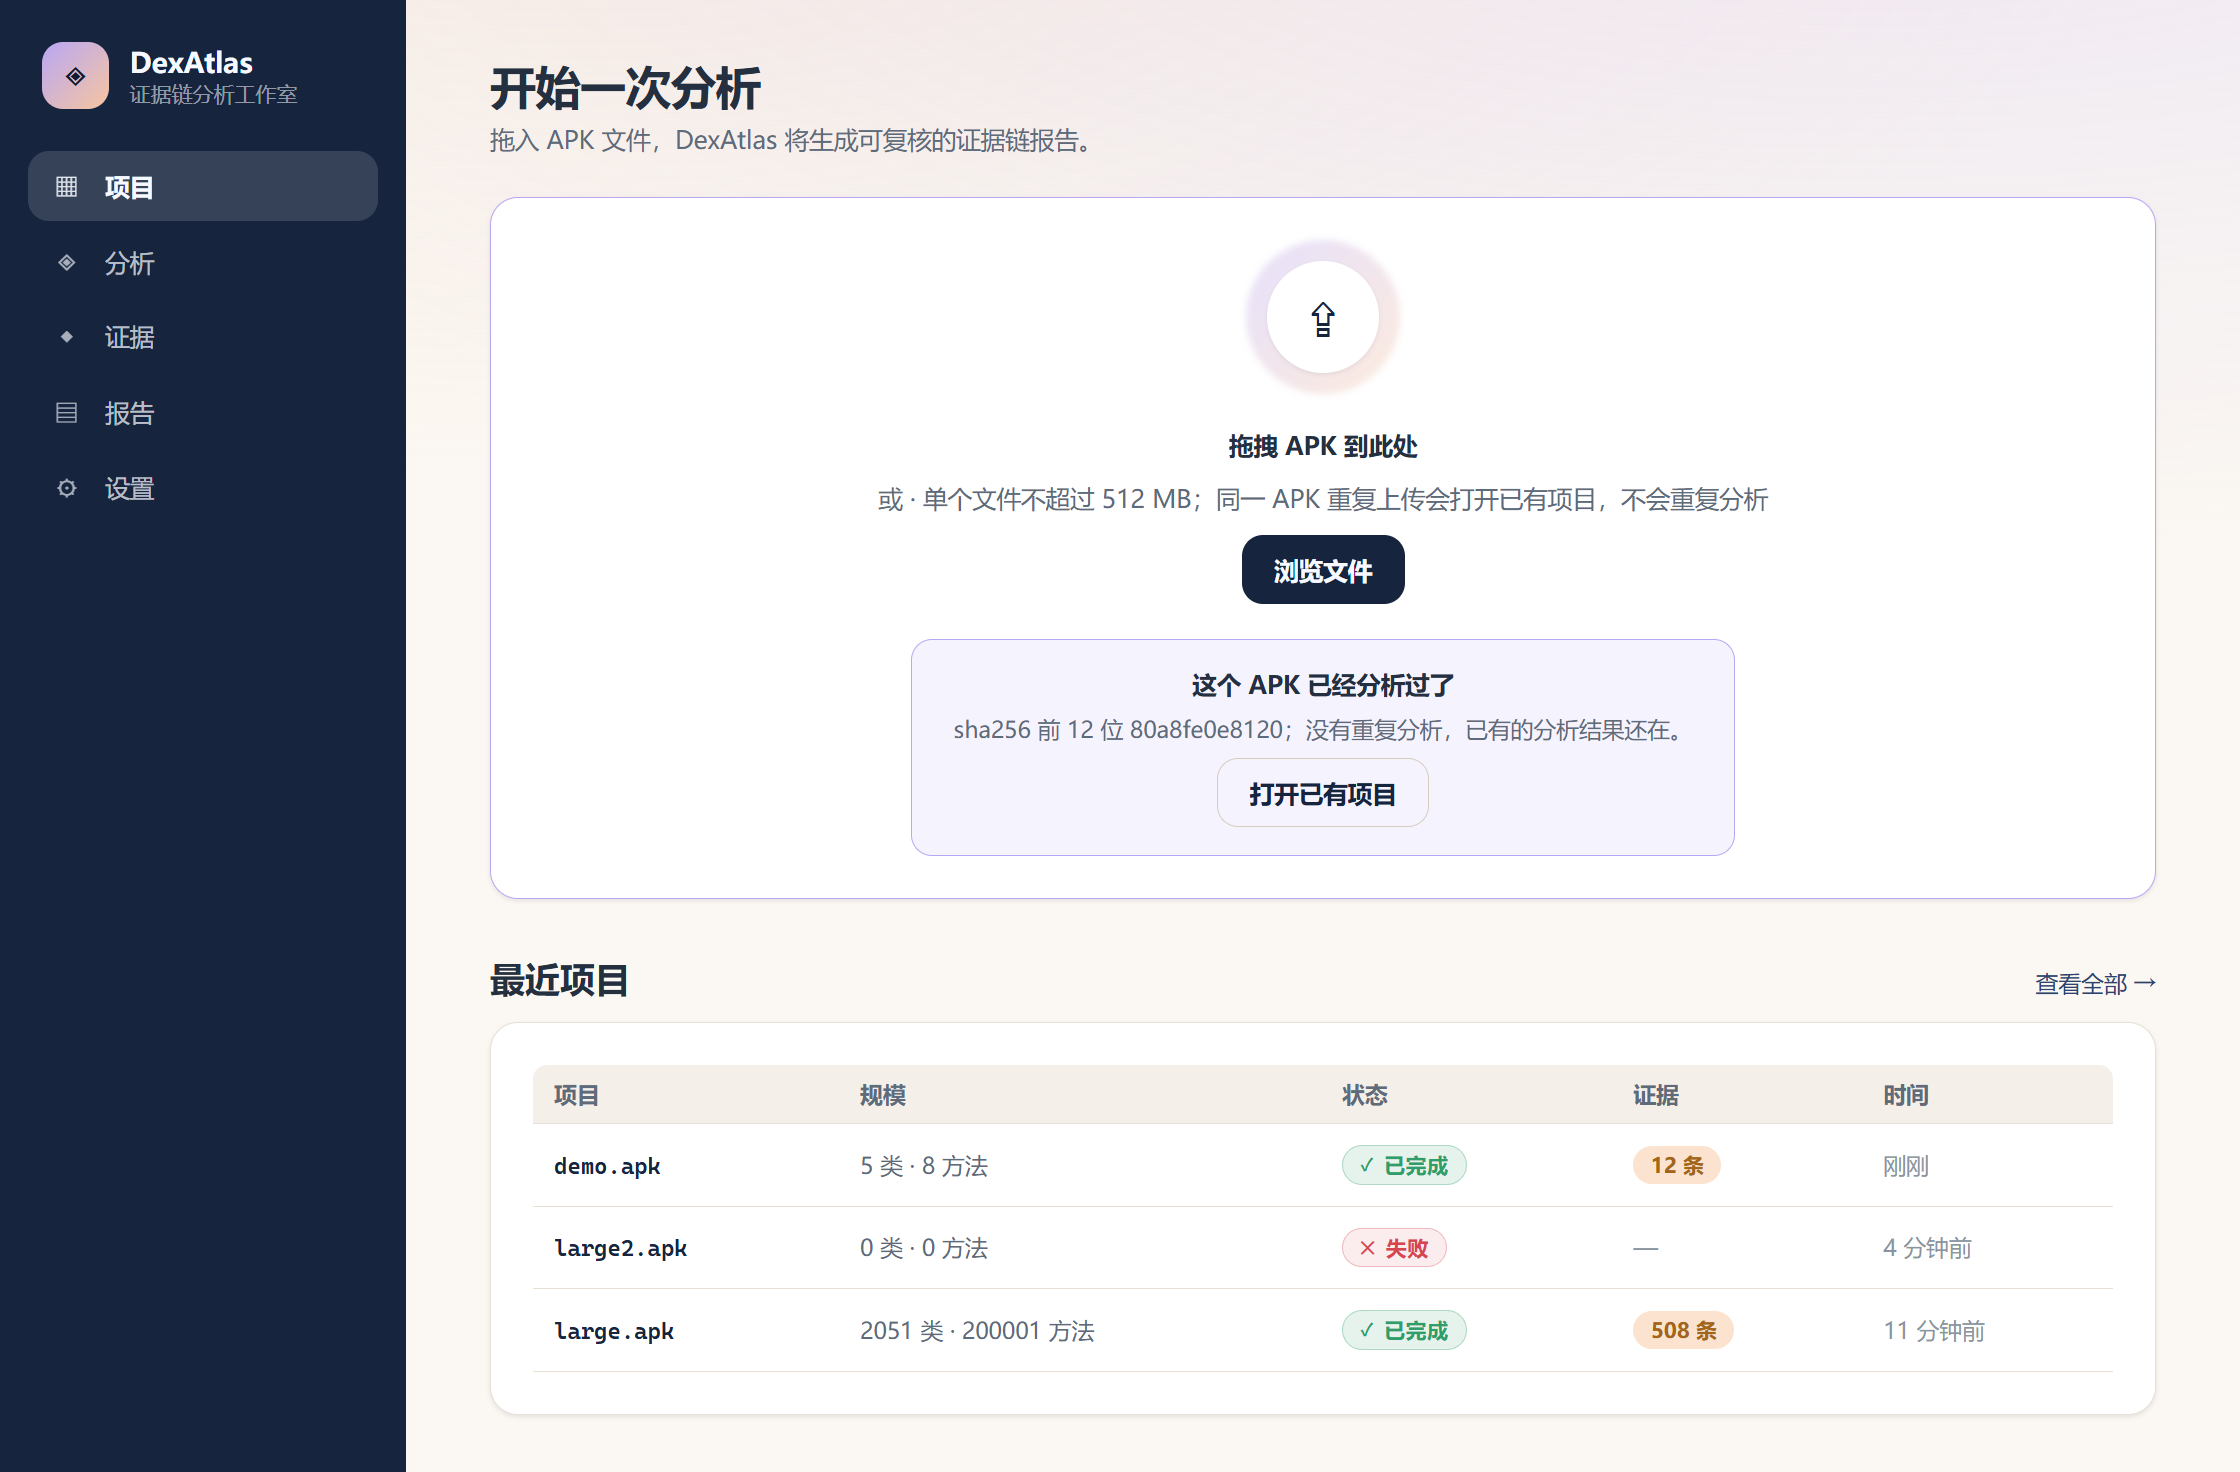 DexAtlas
证据链分析工作室
项目
分析
证据
报告
设置
开始一次分析
拖入 APK 文件，DexAtlas 将生成可复核的证据链报告。
拖拽 APK 到此处
或 · 单个文件不超过 512 MB；同一 APK 重复上传会打开已有项目，不会重复分析
浏览文件
这个 APK 已经分析过了
sha256 前 12 位 80a8fe0e8120；没有重复分析，已有的分析结果还在。
打开已有项目
最近项目 查看全部 →
项目 规模 状态 证据 时间
demo.apk 5 类 · 8 方法 ✓ 已完成 12 条 刚刚
large2.apk 0 类 · 0 方法 ✕ 失败 — 4 分钟前
large.apk 2051 类 · 200001 方法 ✓ 已完成 508 条 11 分钟前